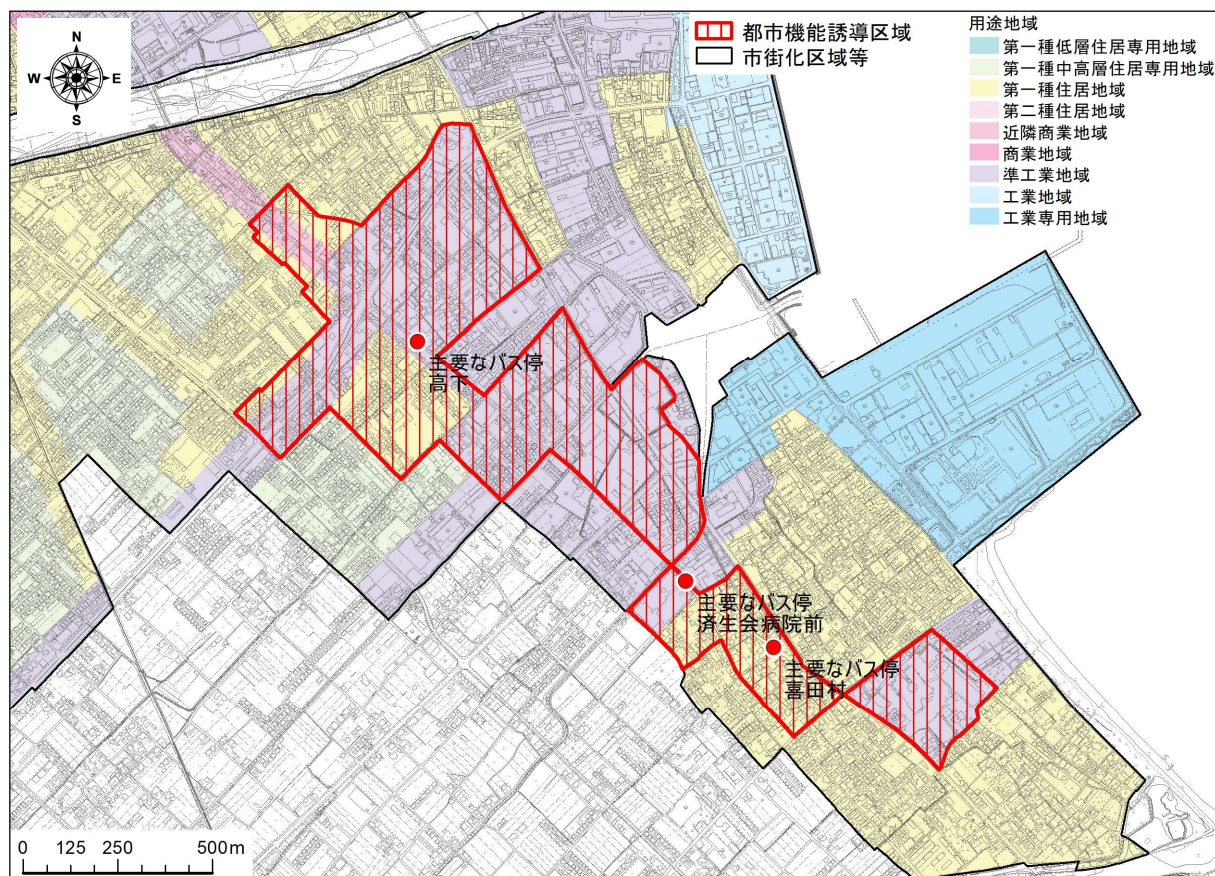 N
W
E
S
都市機能誘導区域
市街化区域等
用途地域
第一種低層住居専用地域
第一種中高層住居専用地域
第一種住居地域
第二種住居地域
近隣商業地域
商業地域
準工業地域
工業地域
工業専用地域
主要なバス停
高下
主要なバス停
済生会病院前
主要なバス停
喜田村
0 125 250 500m